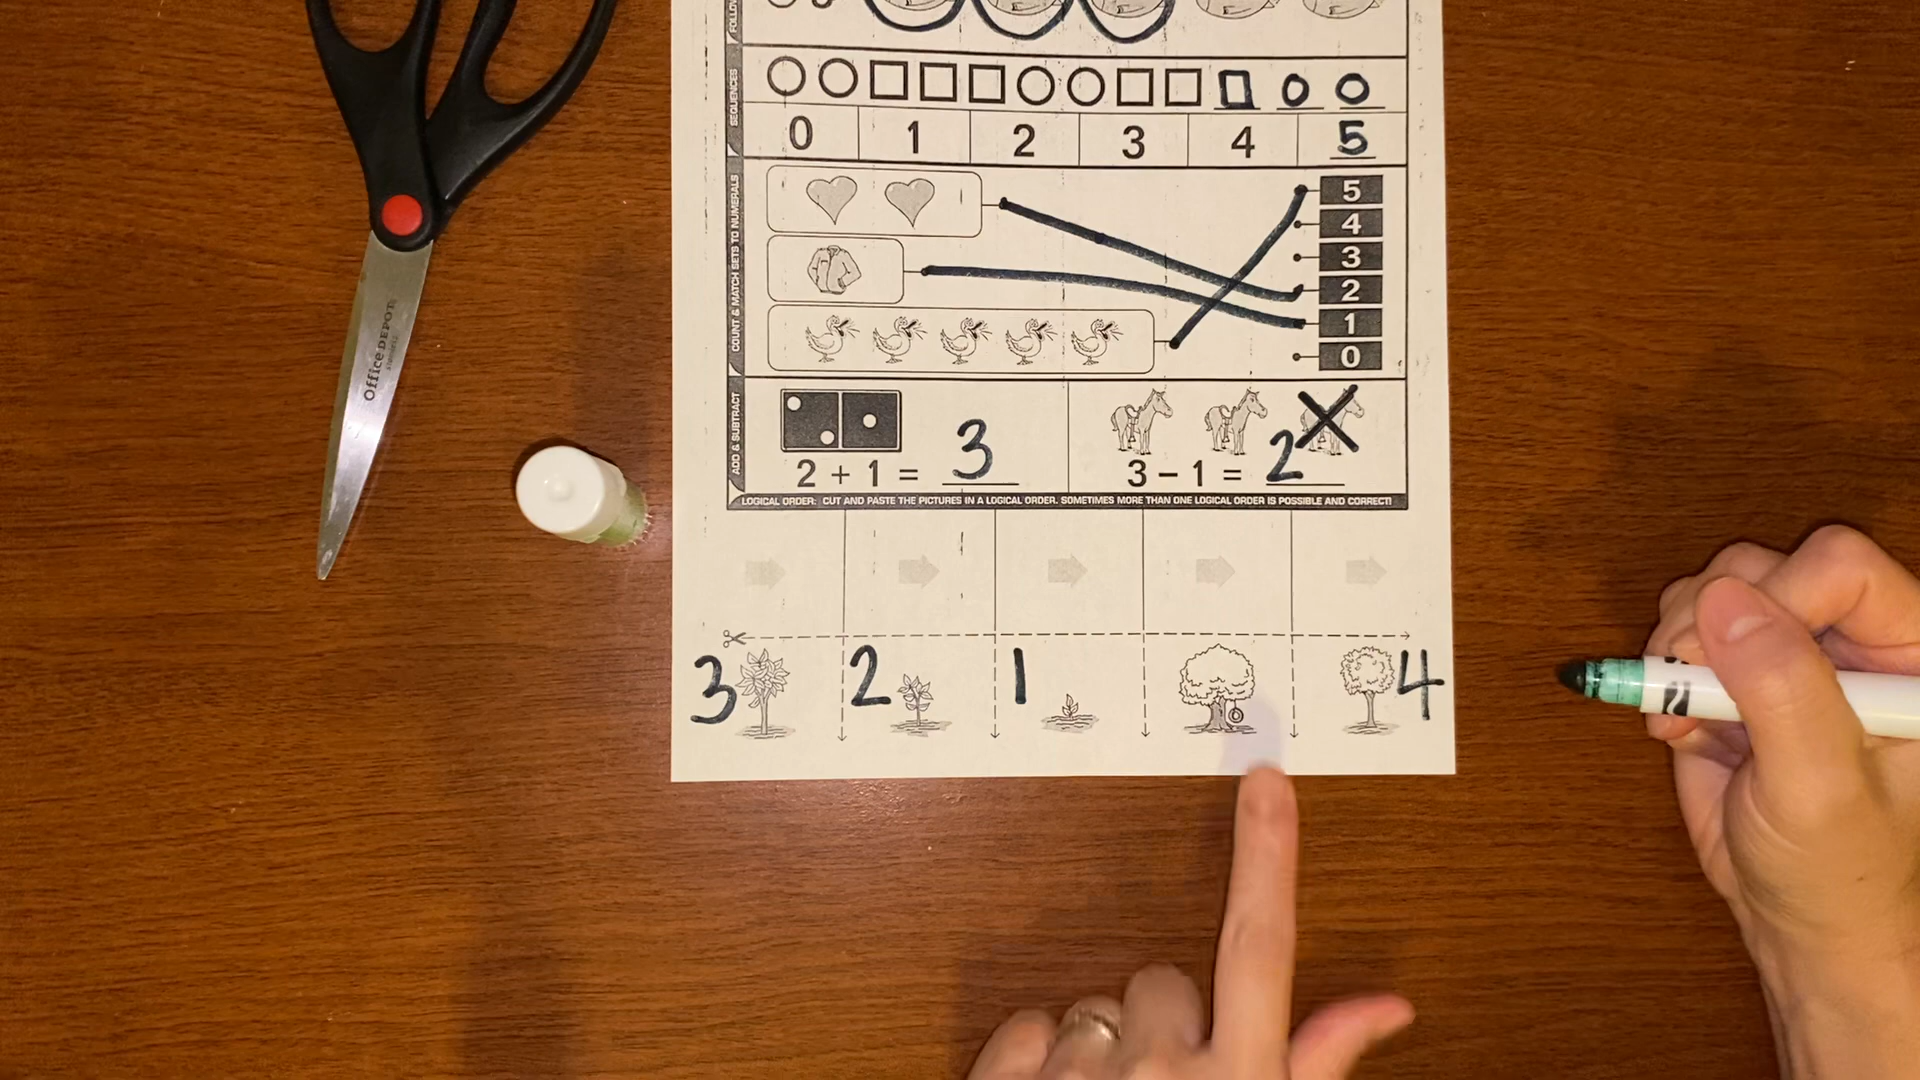 SEQUENCES
0 1 2 3 4 5
COUNT & MATCH SETS TO NUMERALS
5
4
3
2
1
0
ADD & SUBTRACT
2 + 1 = 3
3 - 1 = 2
LOGICAL ORDER: CUT AND PASTE THE PICTURES IN A LOGICAL ORDER. SOMETIMES MORE THAN ONE LOGICAL ORDER IS POSSIBLE AND CORRECT!
3 2 1 4
Office DEPOT